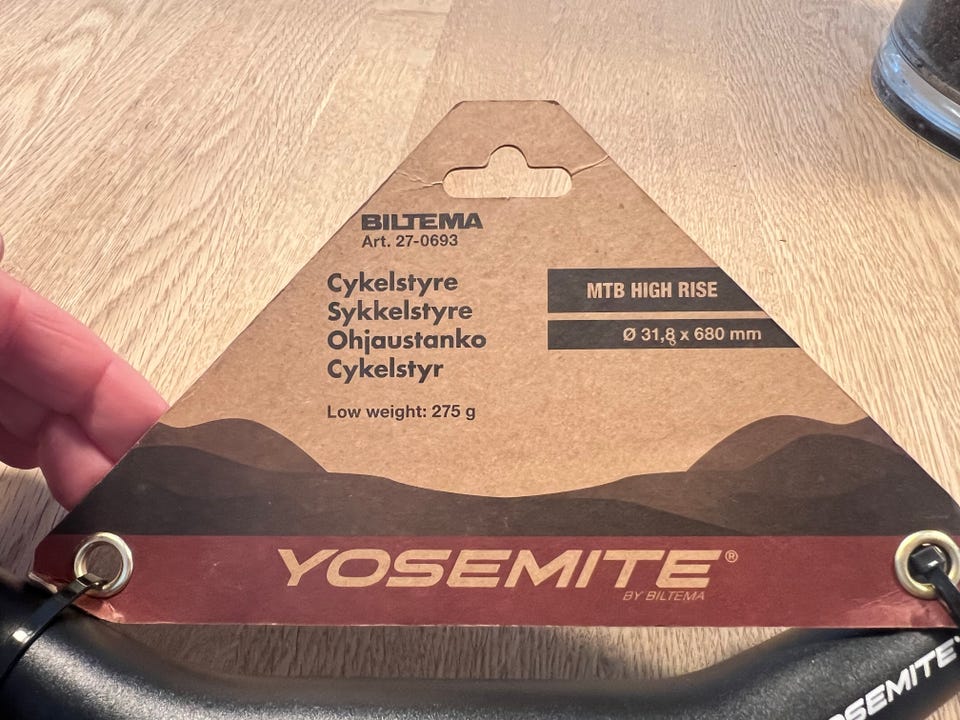 BILTEMA
Art. 27-0693
Cykelstyre
Sykkelstyre
Ohjaustanko
Cykelstyr
Low weight: 275 g
MTB HIGH RISE
Ø 31,8 x 680 mm
YOSEMITE®
BY BILTEMA
YOSEMITE